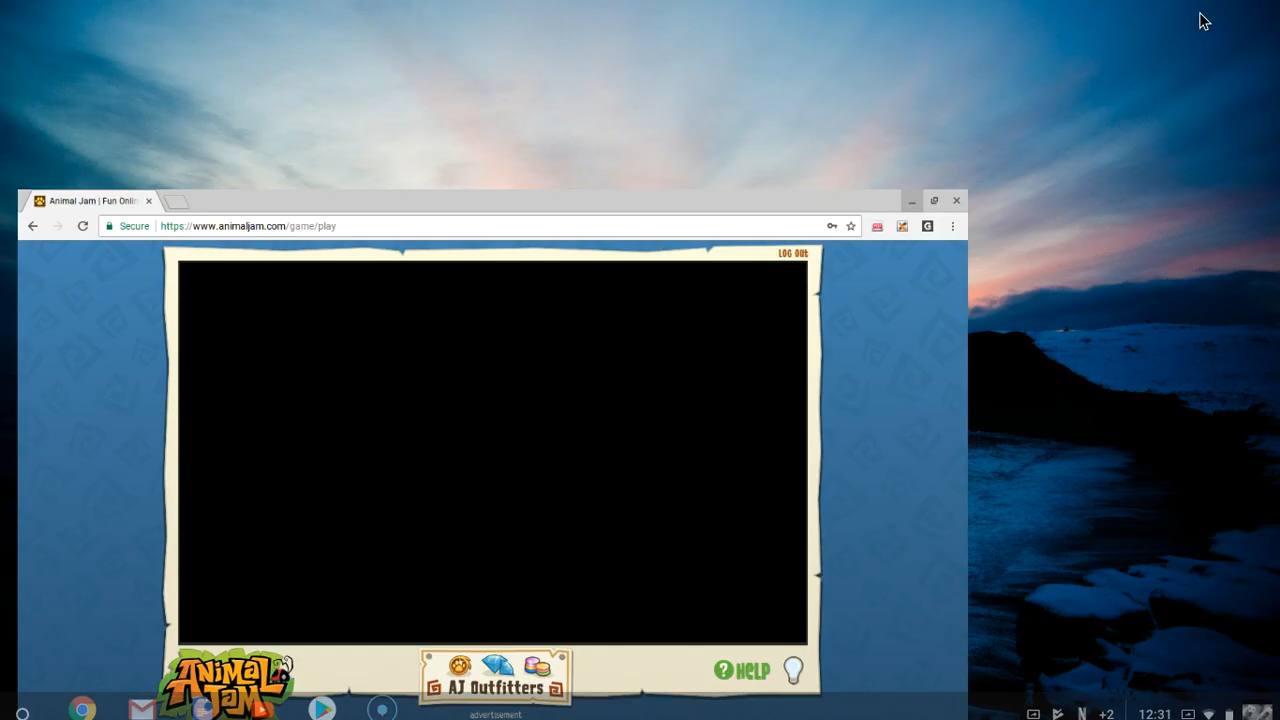 Animal Jam | Fun Onlin
Secure https://www.animaljam.com/game/play
LOG OUT
ANIMAL
JAM
AJ Outfitters
HELP
advertisement
+2 12:31